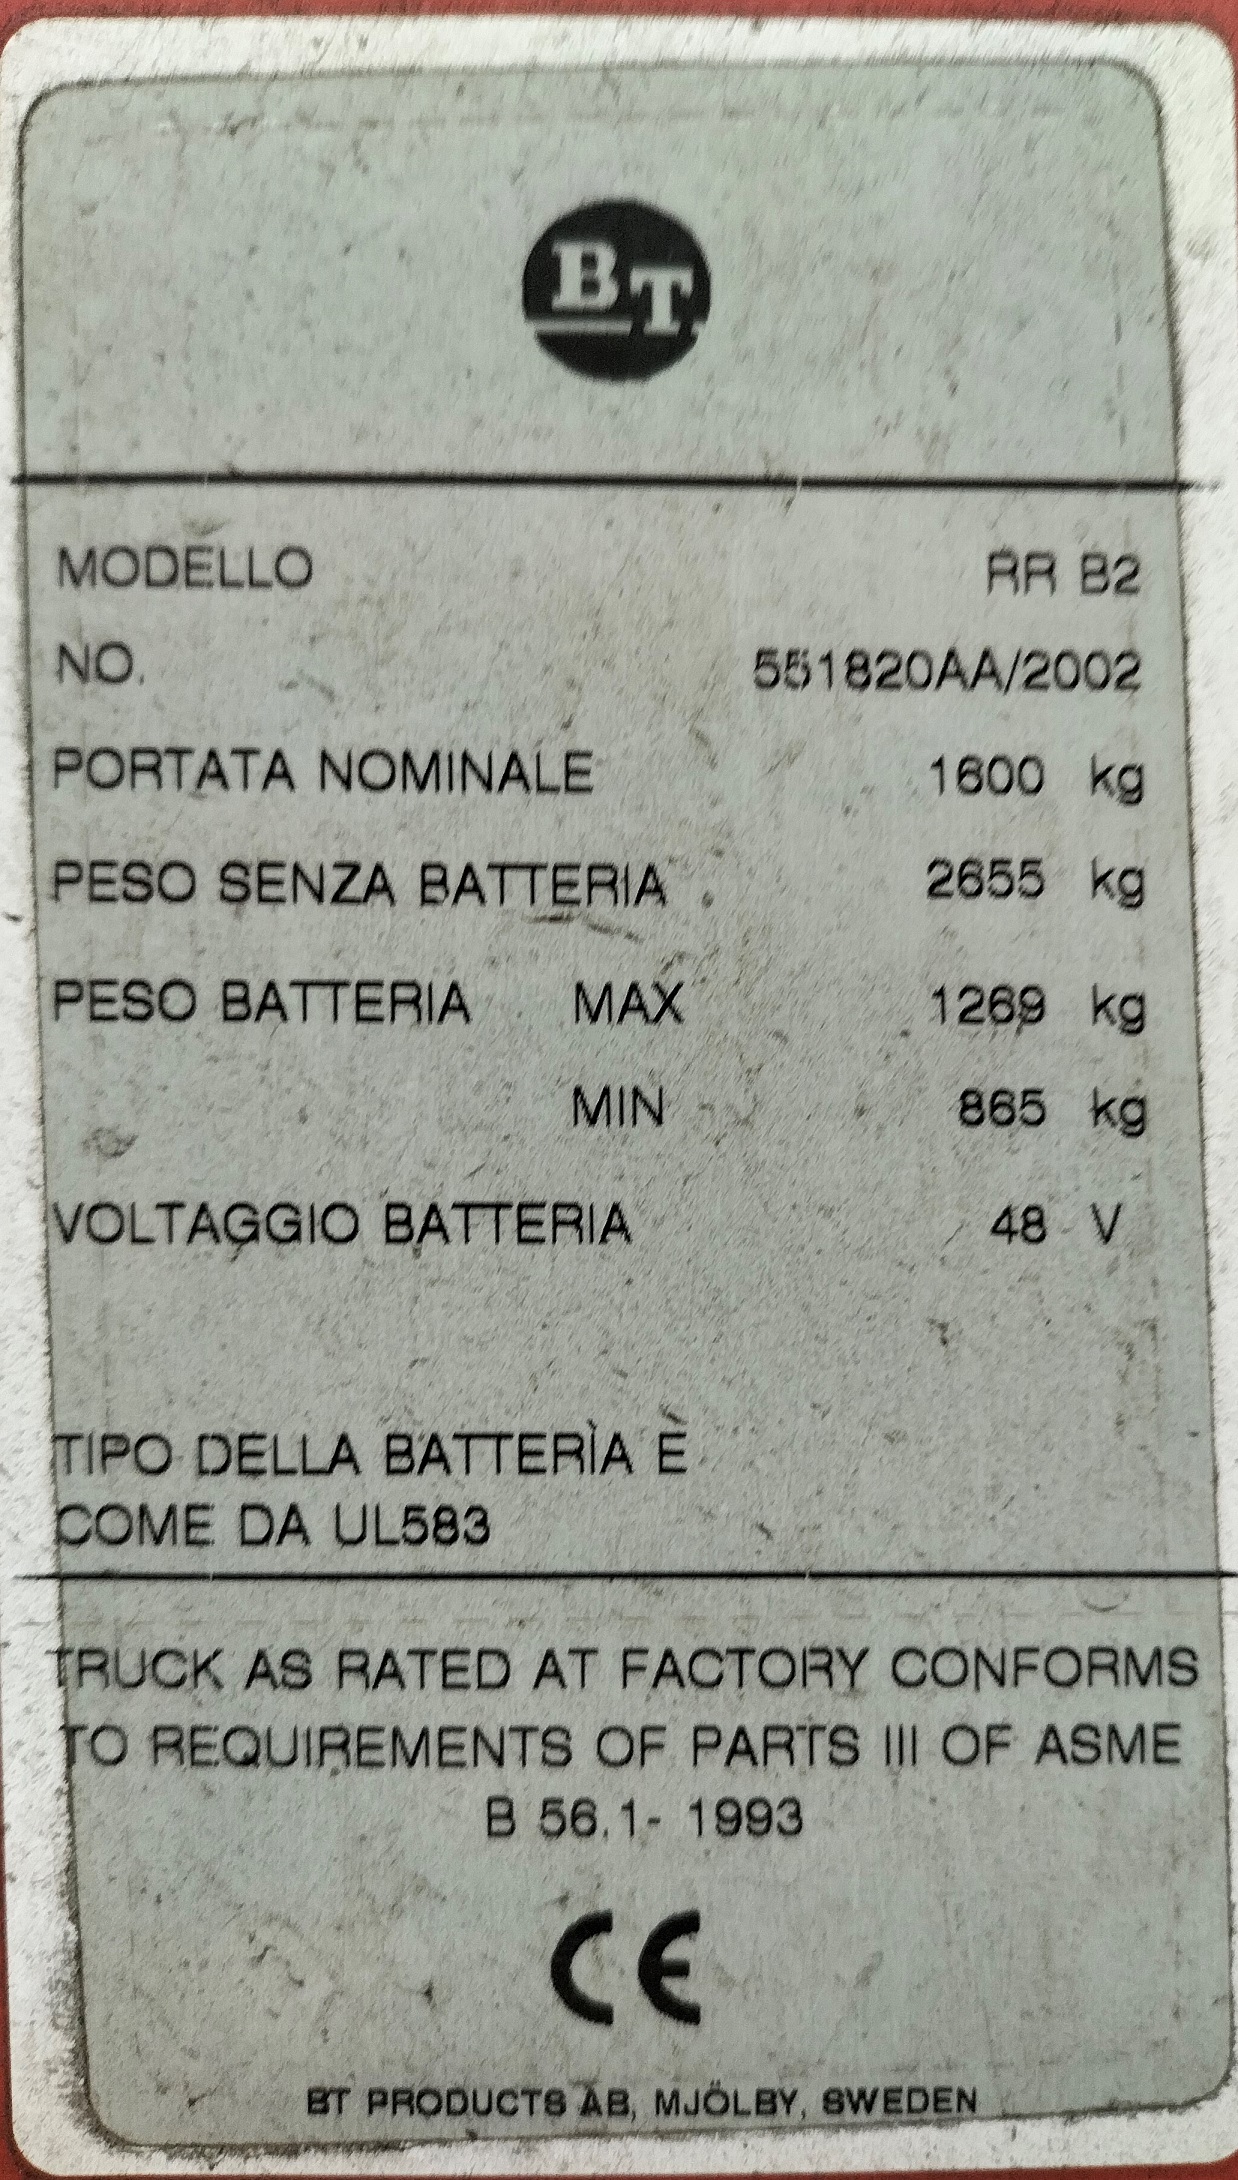 BT
MODELLO RR B2
NO. 551820AA/2002
PORTATA NOMINALE 1600 kg
PESO SENZA BATTERIA 2655 kg
PESO BATTERIA MAX 1269 kg
MIN 865 kg
VOLTAGGIO BATTERIA 48 V
TIPO DELLA BATTERÌA È
COME DA UL583
TRUCK AS RATED AT FACTORY CONFORMS
TO REQUIREMENTS OF PARTS III OF ASME
B 56.1- 1993
CE
BT PRODUCTS AB, MJÖLBY, SWEDEN